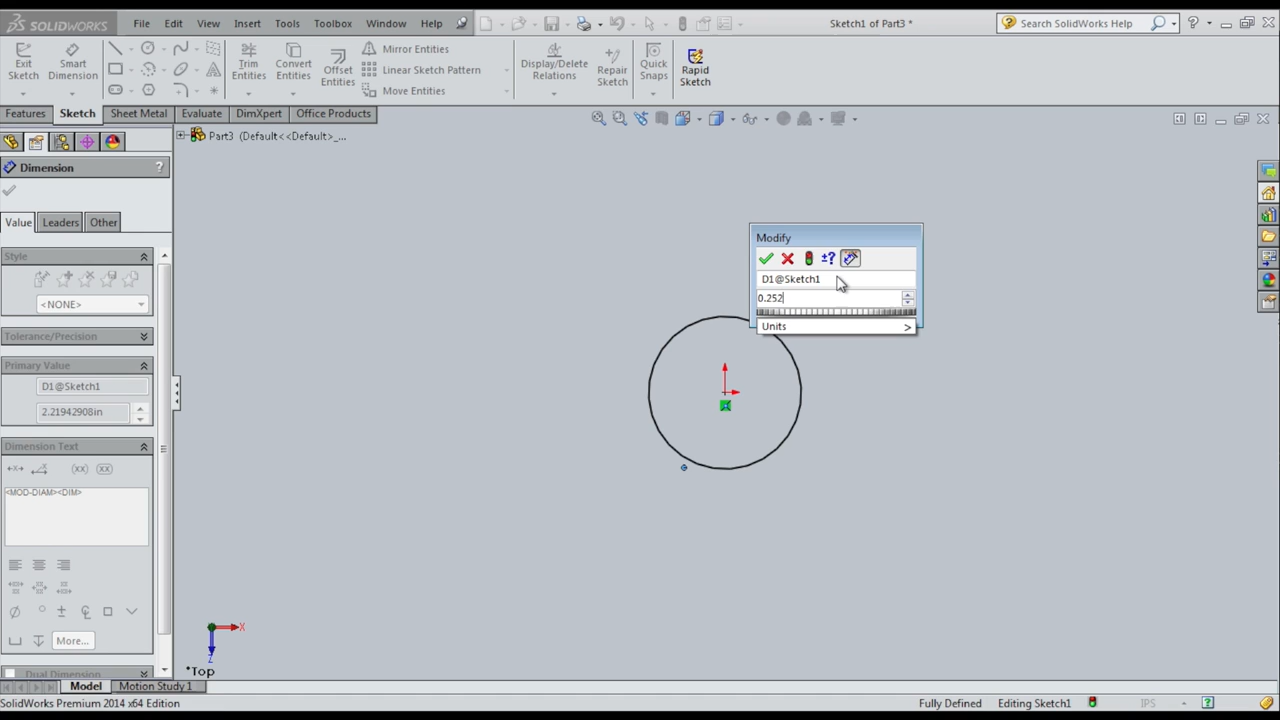 SOLIDWORKS File Edit View Insert Tools Toolbox Window Help Sketch1 of Part3 * Search SolidWorks Help ?
Exit Sketch
Smart Dimension
Trim Entities
Convert Entities
Offset Entities
Mirror Entities
Linear Sketch Pattern
Move Entities
Display/Delete Relations
Repair Sketch
Quick Snaps
Rapid Sketch
Features Sketch Sheet Metal Evaluate DimXpert Office Products
Part3 (Default<<Default>_...
Dimension ?
Value Leaders Other
Style
<NONE>
Tolerance/Precision
Primary Value
D1@Sketch1
2.21942908in
Dimension Text
(xx) (xx)
<MOD-DIAM><DIM>
More...
Dual Dimension
Modify
±?
D1@Sketch1
0.252
Units >
X
Z
*Top
Model Motion Study 1
SolidWorks Premium 2014 x64 Edition Fully Defined Editing Sketch1 IPS ?